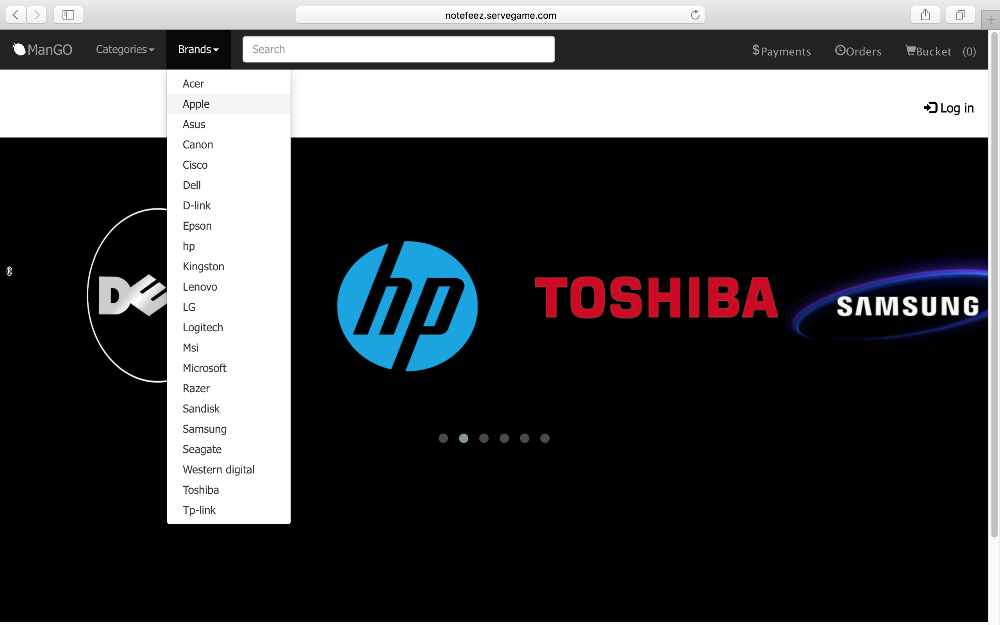 notefeez.servegame.com
ManGO Categories Brands Search $Payments Orders Bucket (0)
Log in
Acer
Apple
Asus
Canon
Cisco
Dell
D-link
Epson
hp
Kingston
Lenovo
LG
Logitech
Msi
Microsoft
Razer
Sandisk
Samsung
Seagate
Western digital
Toshiba
Tp-link
® DE hp TOSHIBA SAMSUNG